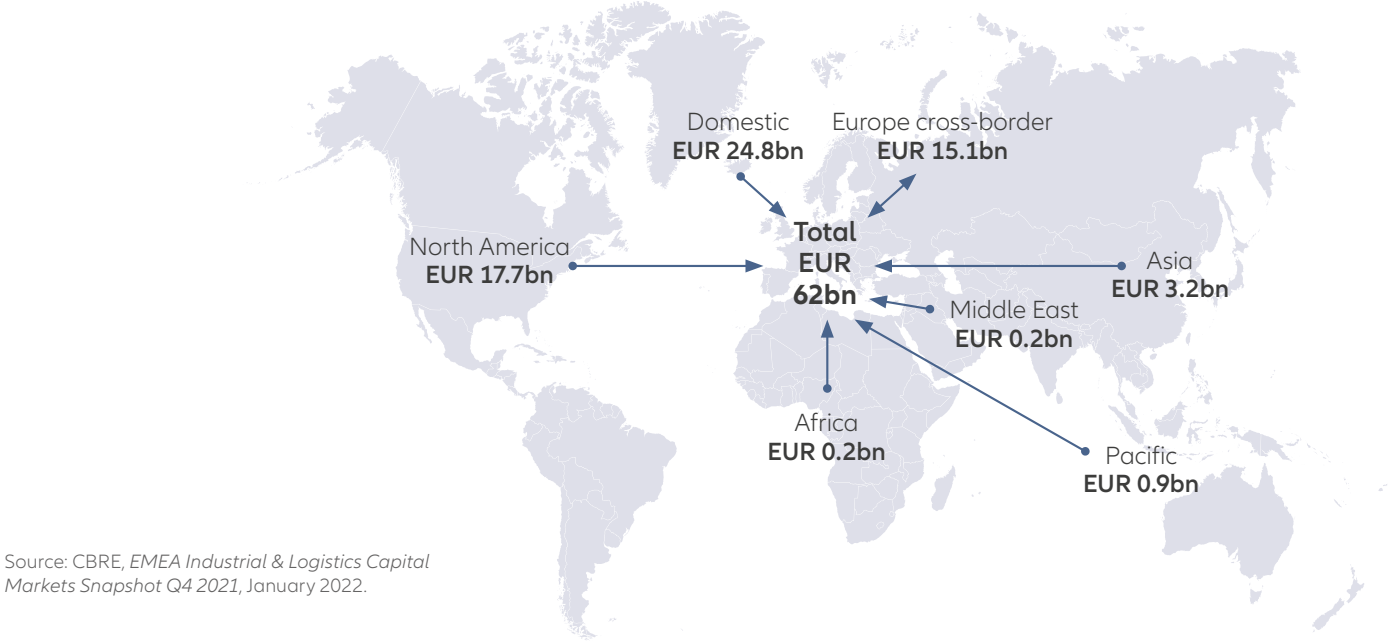 Domestic
EUR 24.8bn
Europe cross-border
EUR 15.1bn
Total
EUR
62bn
North America
EUR 17.7bn
Asia
EUR 3.2bn
Middle East
EUR 0.2bn
Africa
EUR 0.2bn
Pacific
EUR 0.9bn
Source: CBRE, EMEA Industrial & Logistics Capital
Markets Snapshot Q4 2021, January 2022.